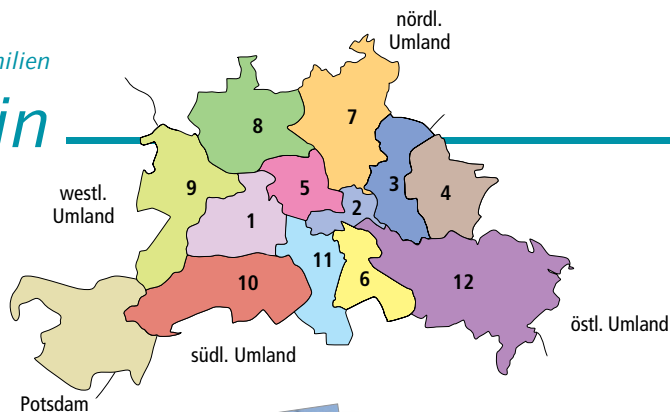 nördl.
Umland
milien
in
7
8
3
4
westl.
Umland
9
5
2
1
11
10
6
12
östl. Umland
südl. Umland
Potsdam